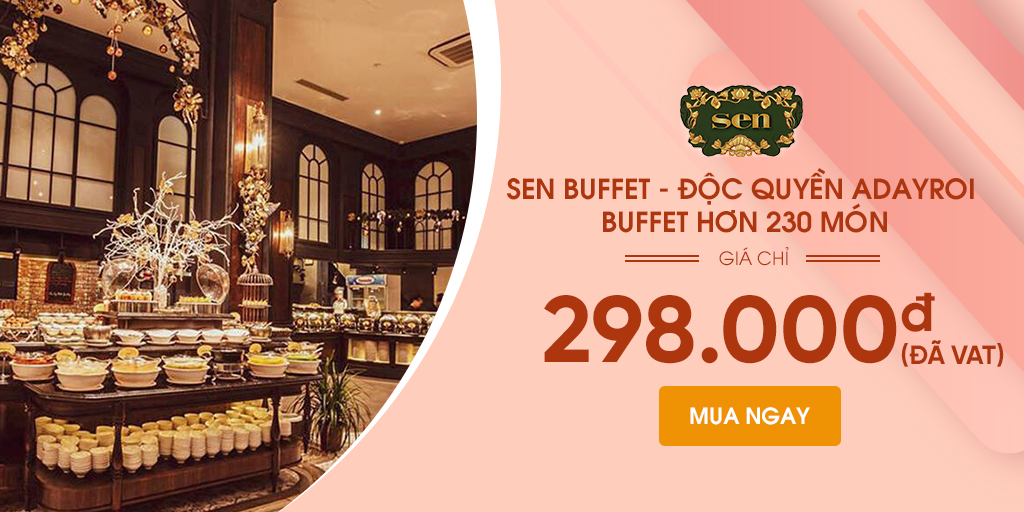 sen
SEN BUFFET - ĐỘC QUYỀN ADAYROI
BUFFET HƠN 230 MÓN
GIÁ CHỈ
298.000đ
(ĐÃ VAT)
MUA NGAY